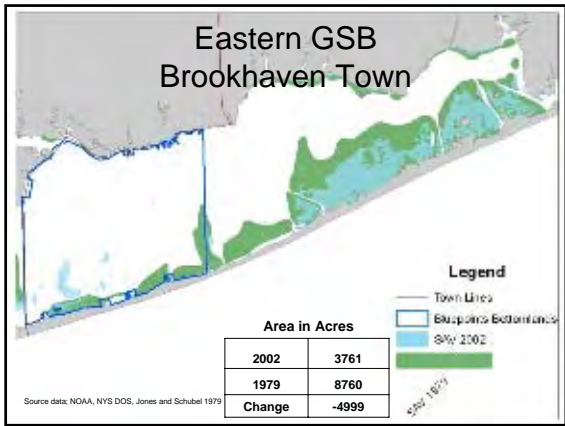 Eastern GSB
Brookhaven Town
Legend
Town Lines
Bluepoints Bottomlands
SAV 2002
SAV 1979
Area in Acres
2002 3761
1979 8760
Change -4999
Source data; NOAA, NYS DOS, Jones and Schubel 1979